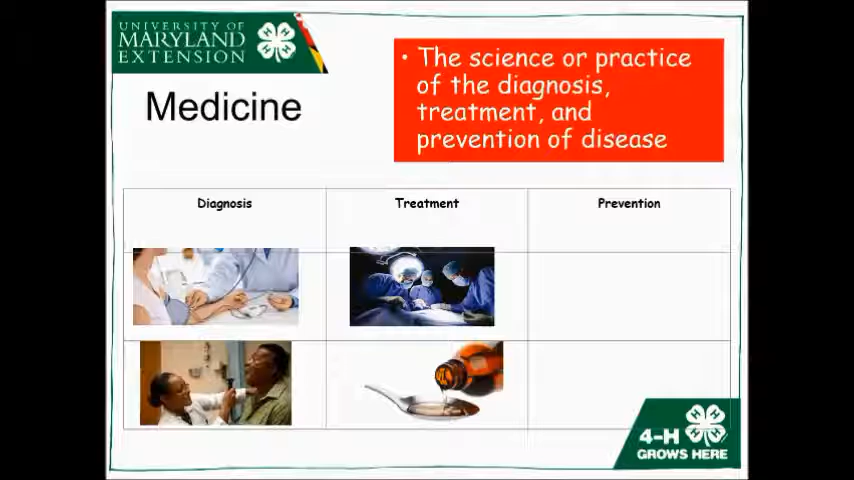 UNIVERSITY OF
MARYLAND
EXTENSION
Medicine
• The science or practice
of the diagnosis,
treatment, and
prevention of disease
Diagnosis
Treatment
Prevention
4-H
GROWS HERE